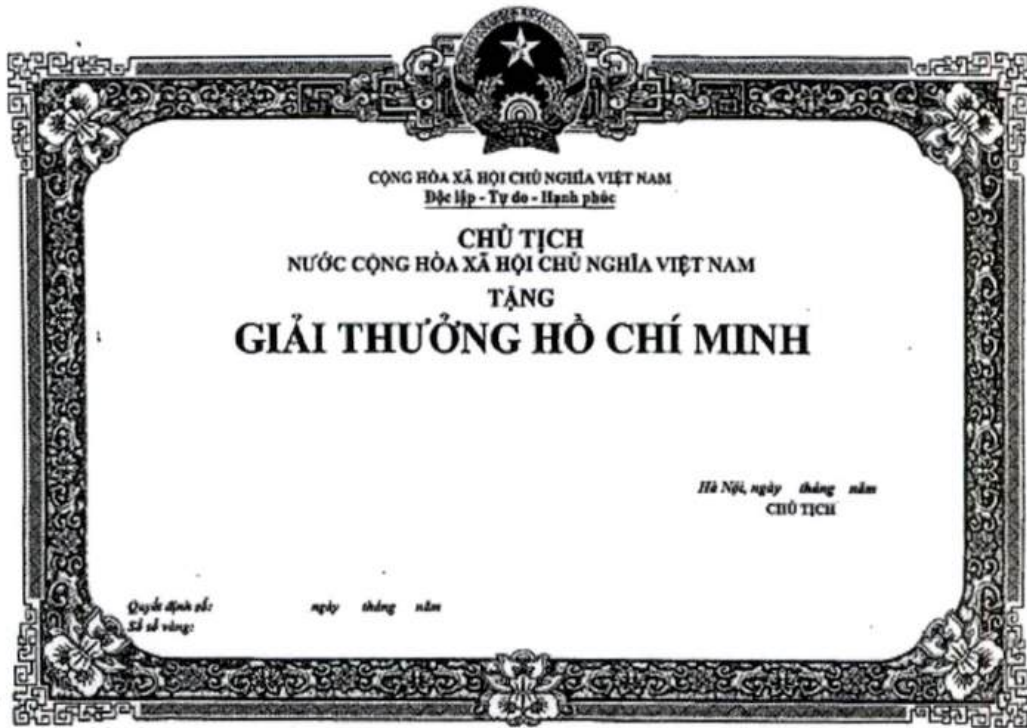 CỘNG HÒA XÃ HỘI CHỦ NGHĨA VIỆT NAM
Độc lập - Tự do - Hạnh phúc
CHỦ TỊCH
NƯỚC CỘNG HÒA XÃ HỘI CHỦ NGHĨA VIỆT NAM
TẶNG
GIẢI THƯỞNG HỒ CHÍ MINH
Hà Nội, ngày tháng năm
CHỦ TỊCH
Quyết định số: ngày tháng năm
Số sổ vàng: